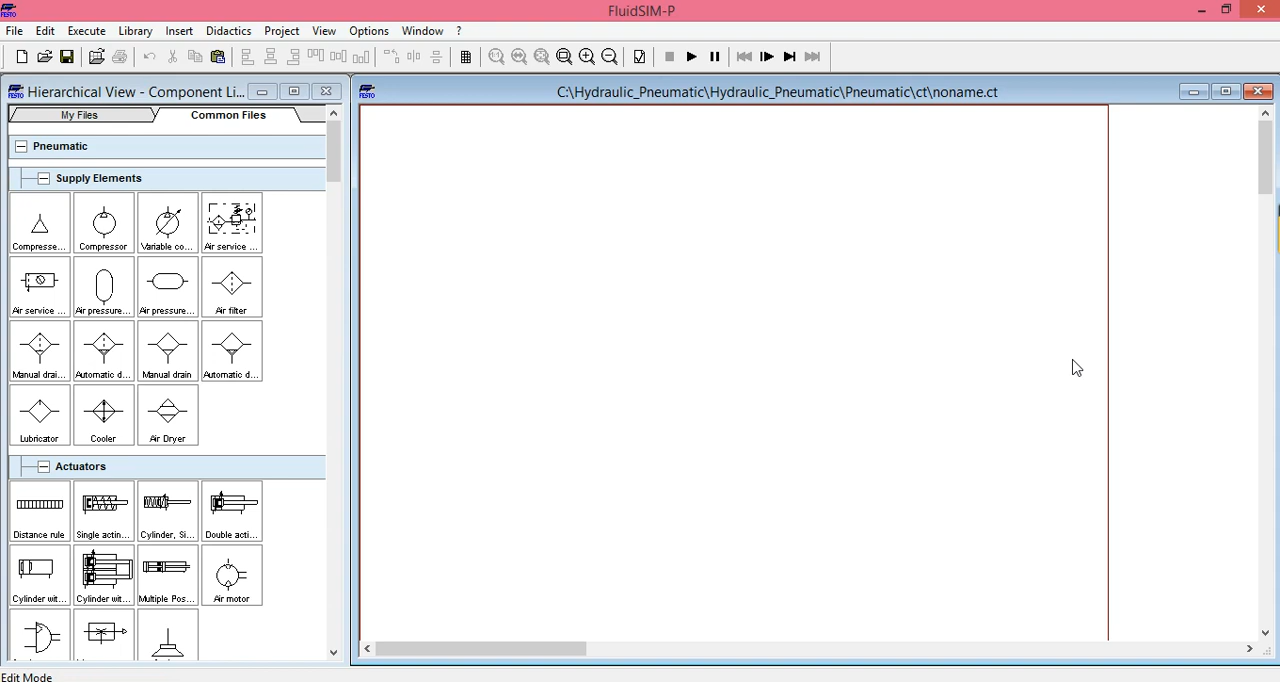 FluidSIM-P
FESTO
File Edit Execute Library Insert Didactics Project View Options Window ?
Hierarchical View - Component Li...
C:\Hydraulic_Pneumatic\Hydraulic_Pneumatic\Pneumatic\ct\noname.ct
My Files Common Files
Pneumatic
Supply Elements
Compresse... Compressor Variable co... Air service ...
Air service ... Air pressure... Air pressure... Air filter
Manual drai... Automatic d... Manual drain Automatic d...
Lubricator Cooler Air Dryer
Actuators
Distance rule Single actin... Cylinder, Si... Double acti...
Cylinder wit... Cylinder wit... Multiple Pos... Air motor
Edit Mode